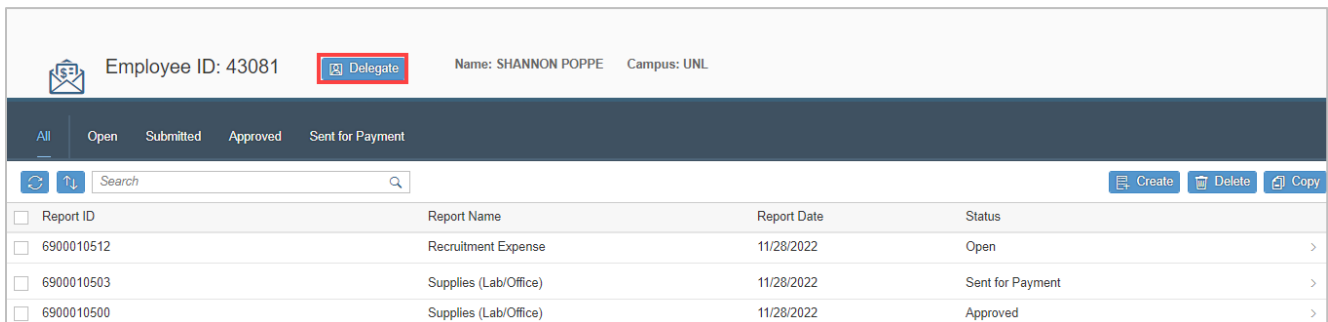 Employee ID: 43081 Delegate Name: SHANNON POPPE Campus: UNL
All Open Submitted Approved Sent for Payment
Search Create Delete Copy
Report ID Report Name Report Date Status
6900010512 Recruitment Expense 11/28/2022 Open
6900010503 Supplies (Lab/Office) 11/28/2022 Sent for Payment
6900010500 Supplies (Lab/Office) 11/28/2022 Approved